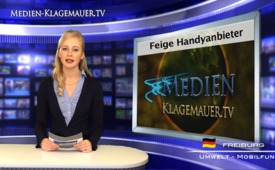 Medien-Klagemauer.TV
Feige Handyanbieter
MEDIEN
KLAGEMAUER.TV
FREIBURG
UMWELT - MOBILFUN